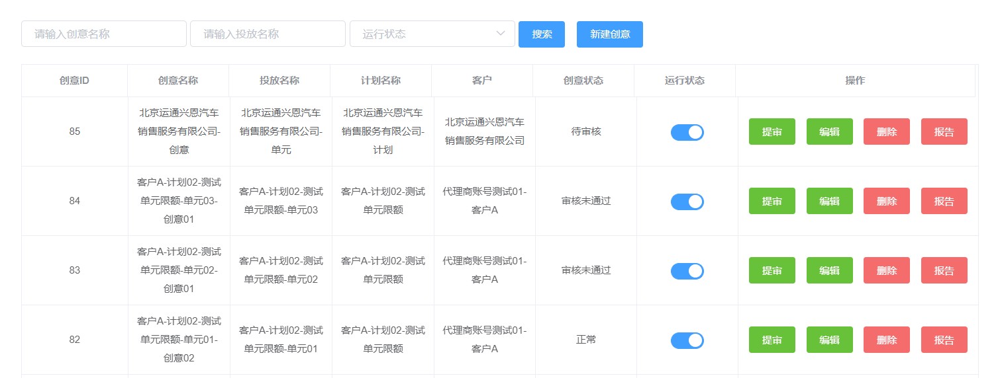 请输入创意名称
请输入投放名称
运行状态
搜索
新建创意
创意ID
创意名称
投放名称
计划名称
客户
创意状态
运行状态
操作
85
北京运通兴恩汽车
销售服务有限公司-
创意
北京运通兴恩汽车
销售服务有限公司-
单元
北京运通兴恩汽车
销售服务有限公司-
计划
北京运通兴恩汽车
销售服务有限公司
待审核
提审
编辑
删除
报告
84
客户A-计划02-测试
单元限额-单元03-
创意01
客户A-计划02-测试
单元限额-单元03
客户A-计划02-测试
单元限额
代理商账号测试01-
客户A
审核未通过
提审
编辑
删除
报告
83
客户A-计划02-测试
单元限额-单元02-
创意01
客户A-计划02-测试
单元限额-单元02
客户A-计划02-测试
单元限额
代理商账号测试01-
客户A
审核未通过
提审
编辑
删除
报告
82
客户A-计划02-测试
单元限额-单元01-
创意02
客户A-计划02-测试
单元限额-单元01
客户A-计划02-测试
单元限额
代理商账号测试01-
客户A
正常
提审
编辑
删除
报告